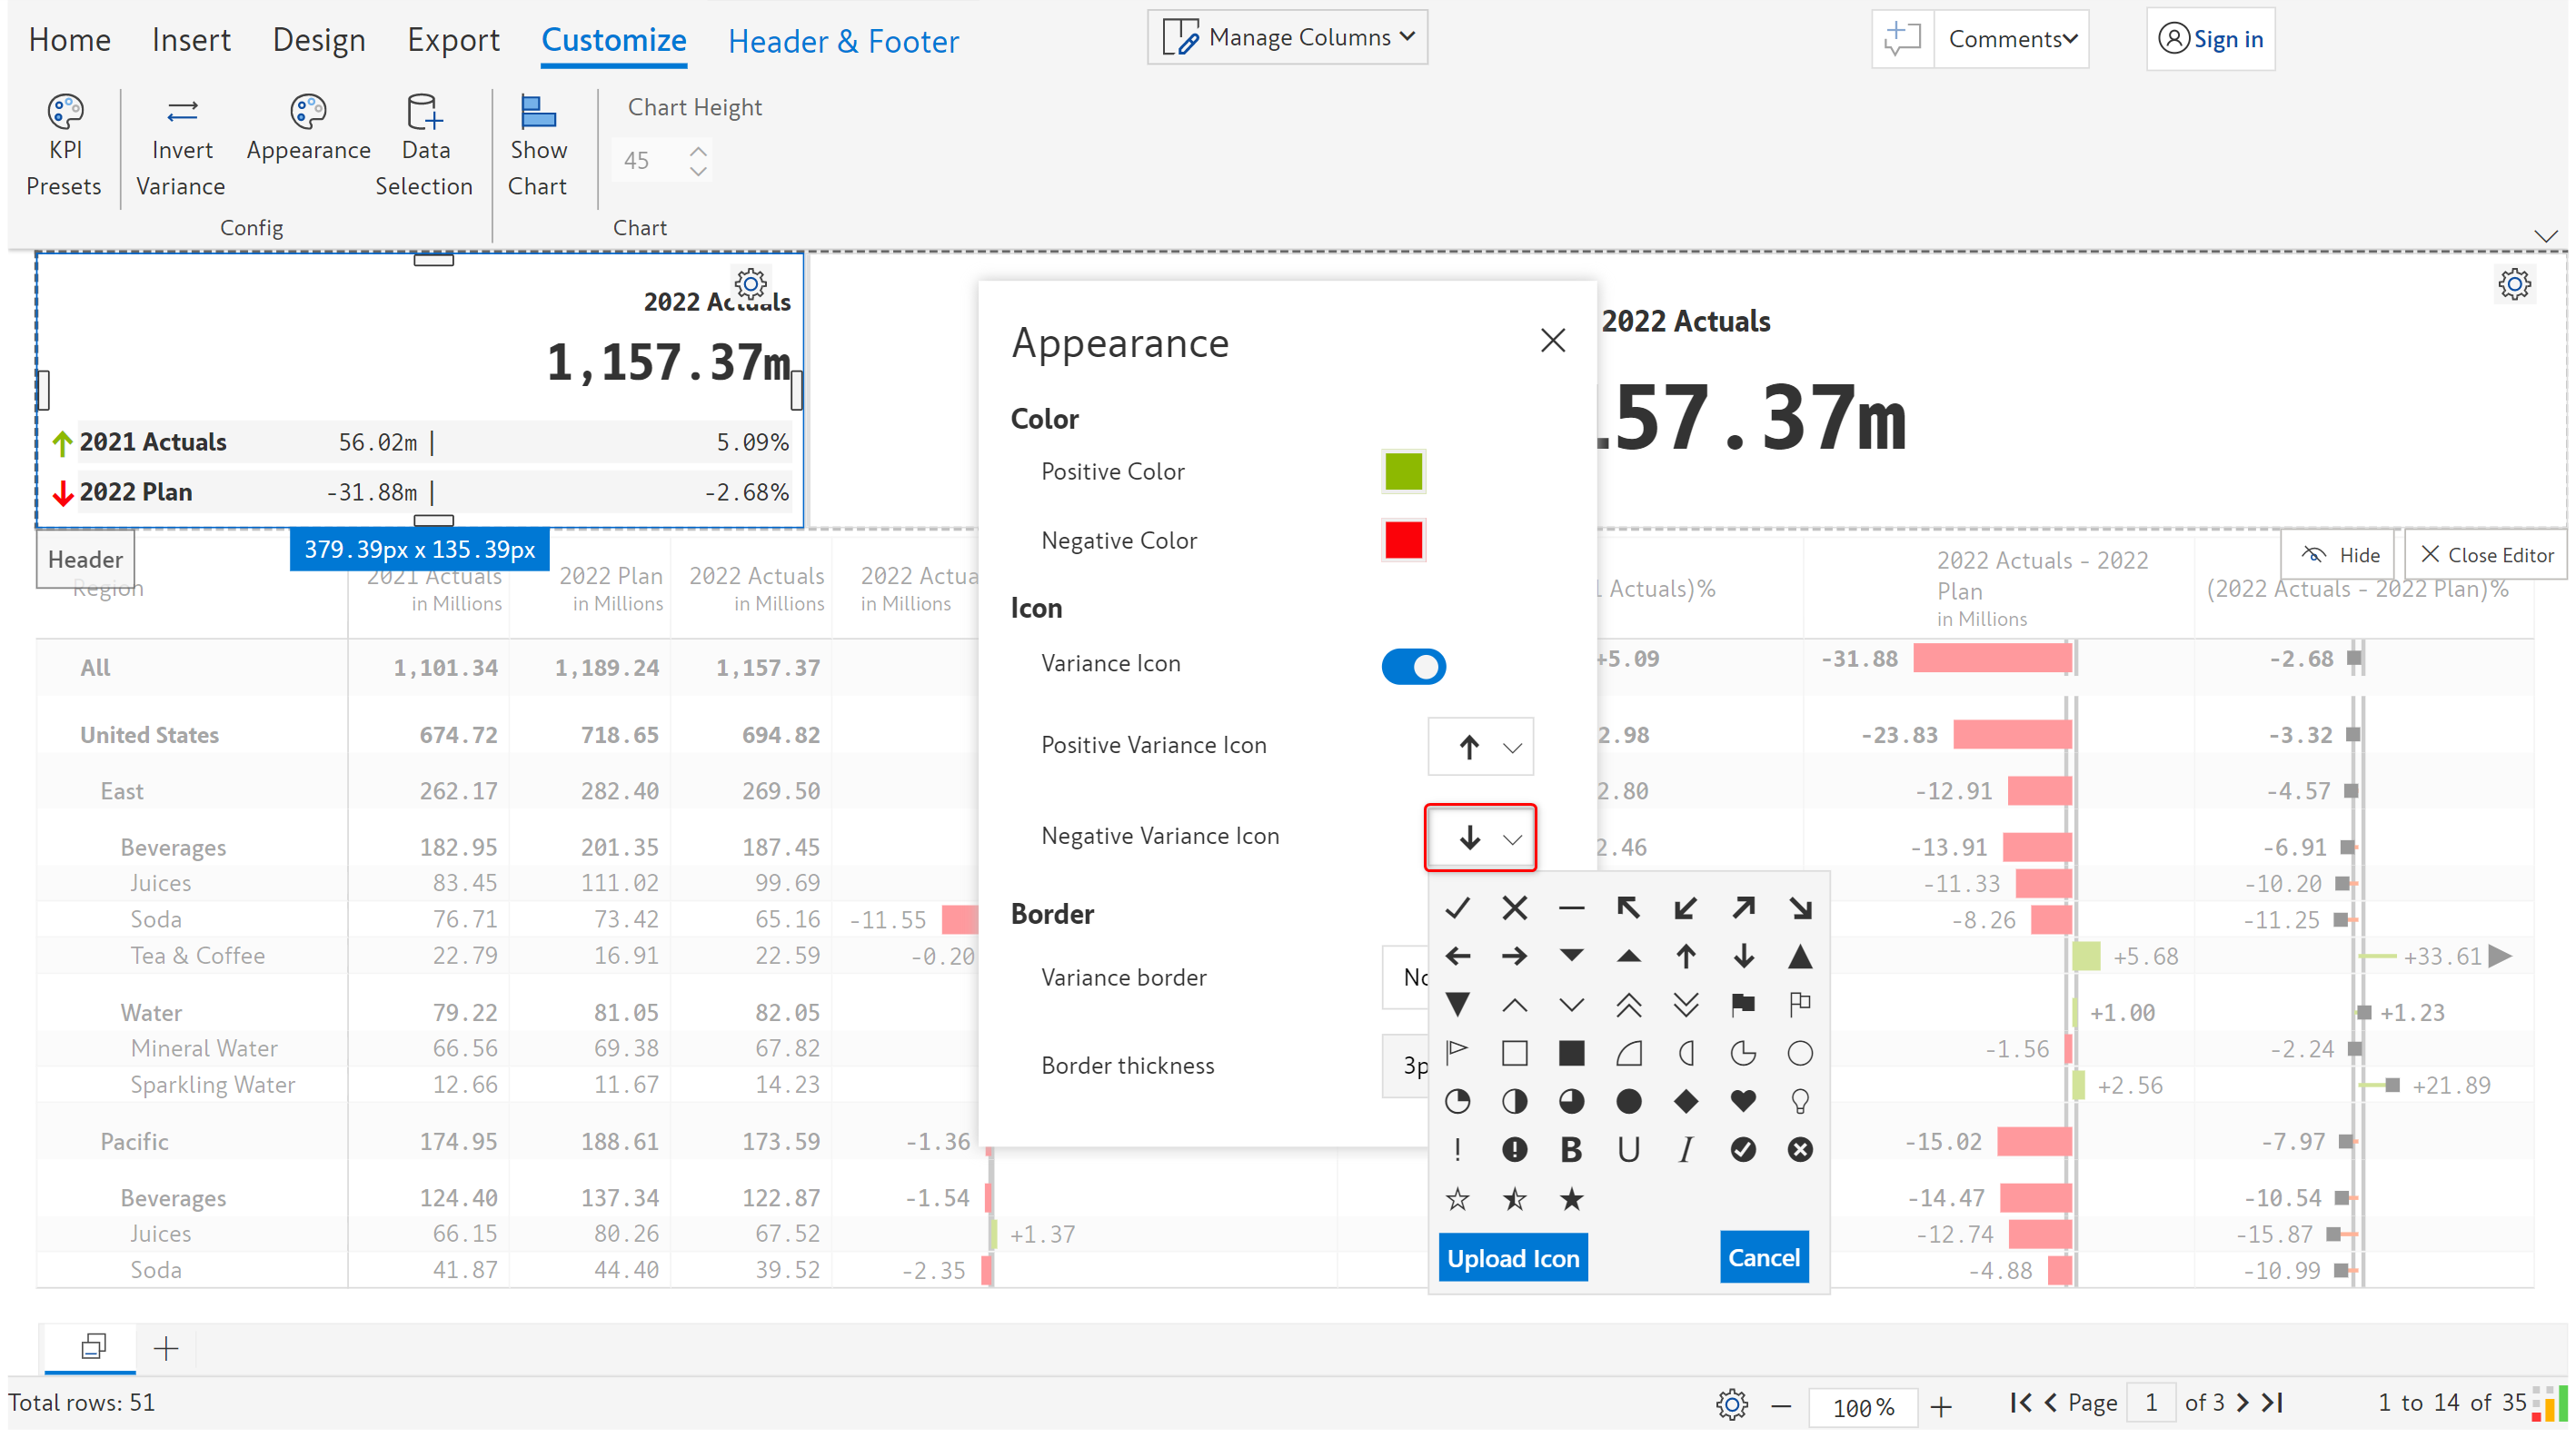 Home Insert Design Export Customize Header & Footer Manage Columns Comments Sign in
KPI Presets
Invert Variance
Appearance
Data Selection
Show Chart
Chart Height
45
Config
Chart
2022 Actuals
1,157.37m
2021 Actuals 56.02m | 5.09%
2022 Plan -31.88m | -2.68%
379.39px x 135.39px
2022 Actuals
157.37m
Header
Hide
Close Editor
Appearance
Color
Positive Color
Negative Color
Icon
Variance Icon
Positive Variance Icon
Negative Variance Icon
Border
Variance border No
Border thickness 3p
! B U I
Upload Icon
Cancel
Region
2021 Actuals
in Millions
2022 Plan
in Millions
2022 Actuals
in Millions
2022 Actua
in Millions
Actuals)%
2022 Actuals - 2022
Plan
in Millions
(2022 Actuals - 2022 Plan)%
All 1,101.34 1,189.24 1,157.37 +5.09 -31.88 -2.68
United States 674.72 718.65 694.82 2.98 -23.83 -3.32
East 262.17 282.40 269.50 2.80 -12.91 -4.57
Beverages 182.95 201.35 187.45 2.46 -13.91 -6.91
Juices 83.45 111.02 99.69 -11.33 -10.20
Soda 76.71 73.42 65.16 -11.55 -8.26 -11.25
Tea & Coffee 22.79 16.91 22.59 -0.20 +5.68 +33.61
Water 79.22 81.05 82.05 +1.00 +1.23
Mineral Water 66.56 69.38 67.82 -1.56 -2.24
Sparkling Water 12.66 11.67 14.23 +2.56 +21.89
Pacific 174.95 188.61 173.59 -1.36 -15.02 -7.97
Beverages 124.40 137.34 122.87 -1.54 -14.47 -10.54
Juices 66.15 80.26 67.52 +1.37 -12.74 -15.87
Soda 41.87 44.40 39.52 -2.35 -4.88 -10.99
Total rows: 51 100% Page 1 of 3 1 to 14 of 35